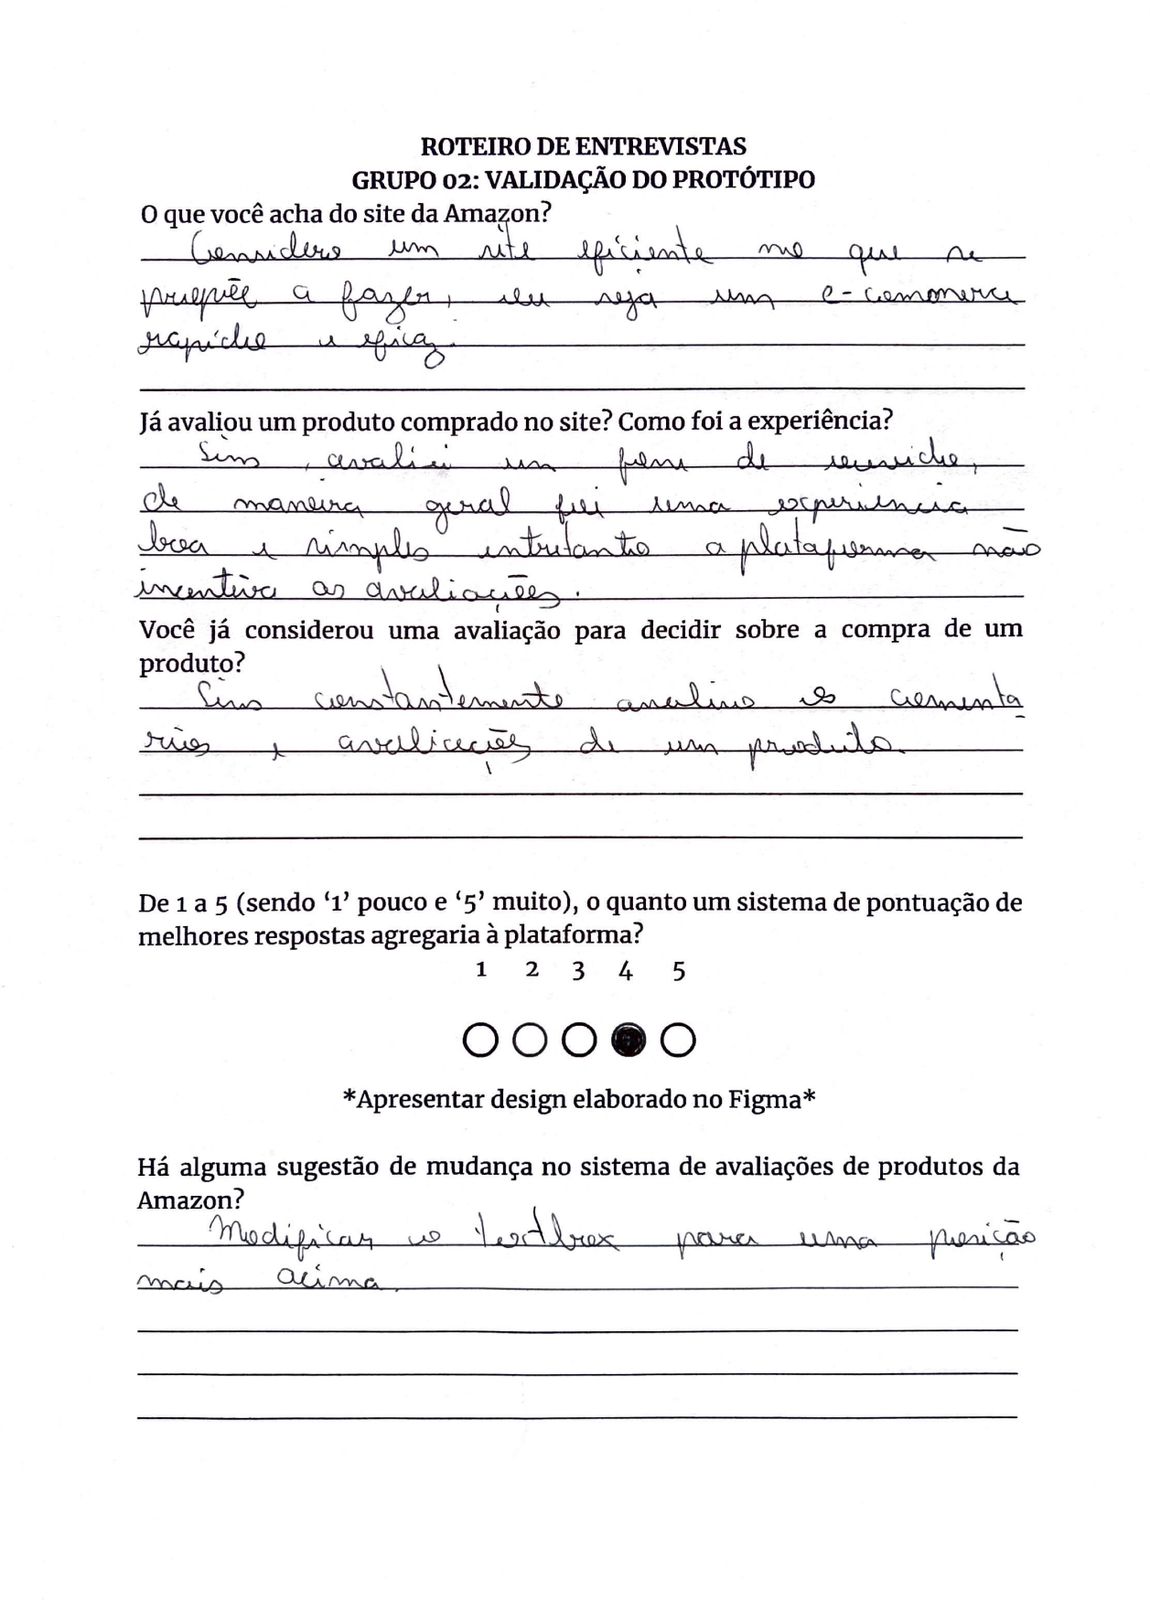 ROTEIRO DE ENTREVISTAS
GRUPO 02: VALIDAÇÃO DO PROTÓTIPO
O que você acha do site da Amazon?
Considero um site eficiente no que se
propõe a fazer, ou seja um e-commerce
rapido e eficaz.
Já avaliou um produto comprado no site? Como foi a experiência?
Sim, avaliei um fone de ouvido,
de maneira geral foi uma experiencia
boa e simples entretanto a plataforma não
incentiva as avaliações.
Você já considerou uma avaliação para decidir sobre a compra de um
produto?
Sim constantemente analiso os comenta
rios e avaliações de um produto.
De 1 a 5 (sendo ‘1’ pouco e ‘5’ muito), o quanto um sistema de pontuação de
melhores respostas agregaria à plataforma?
1 2 3 4 5
*Apresentar design elaborado no Figma*
Há alguma sugestão de mudança no sistema de avaliações de produtos da
Amazon?
Modificar o textbox para uma posição
mais acima.